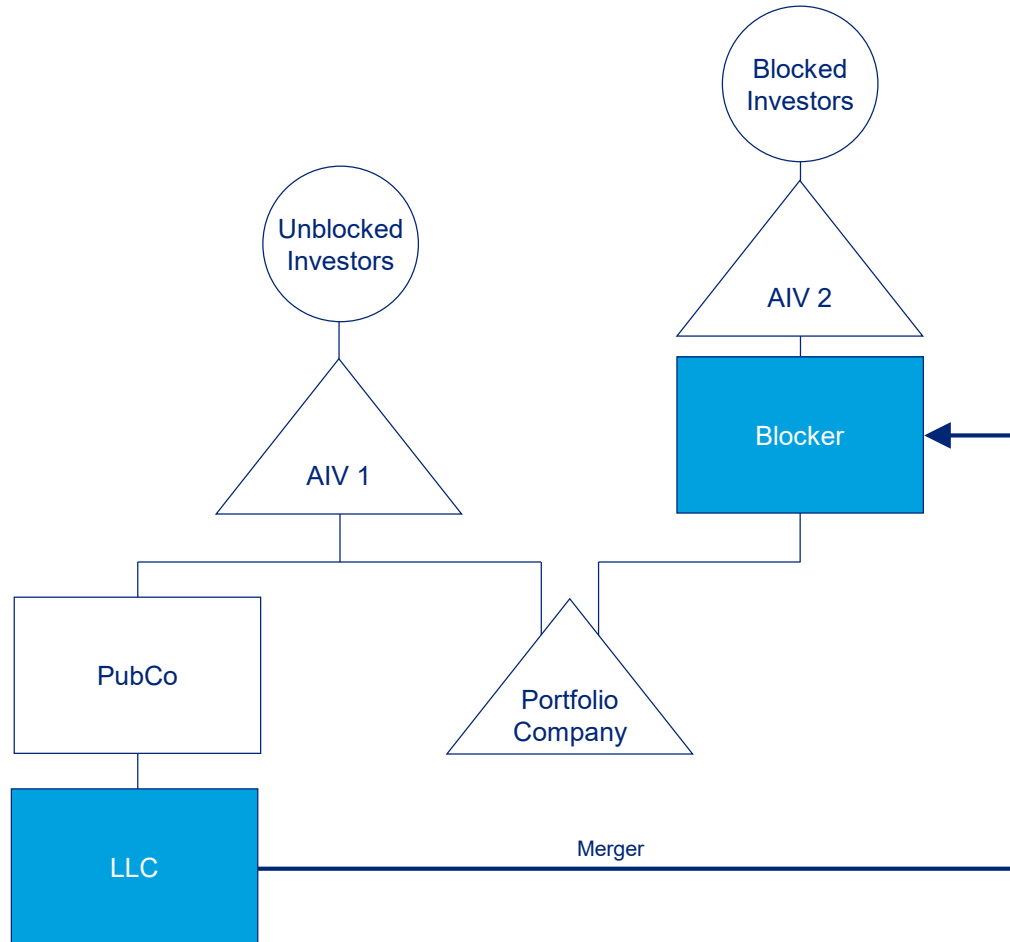 Blocked
Investors
Unblocked
Investors
AIV 2
Blocker
AIV 1
PubCo
Portfolio
Company
LLC
Merger